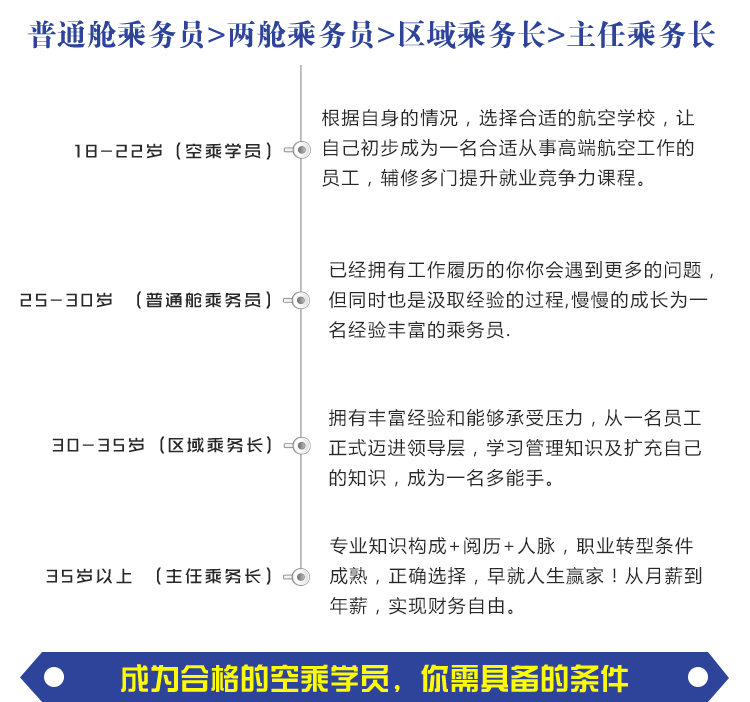 普通舱乘务员>两舱乘务员>区域乘务长>主任乘务长
18-22岁（空乘学员）
根据自身的情况，选择合适的航空学校，让
自己初步成为一名合适从事高端航空工作的
员工，辅修多门提升就业竞争力课程。
25-30岁 （普通舱乘务员）
已经拥有工作履历的你你会遇到更多的问题，
但同时也是汲取经验的过程,慢慢的成长为一
名经验丰富的乘务员.
30-35岁（区域乘务长）
拥有丰富经验和能够承受压力，从一名员工
正式迈进领导层，学习管理知识及扩充自己
的知识，成为一名多能手。
35岁以上 （主任乘务长）
专业知识构成+阅历+人脉，职业转型条件
成熟，正确选择，早就人生赢家！从月薪到
年薪，实现财务自由。
成为合格的空乘学员，你需具备的条件